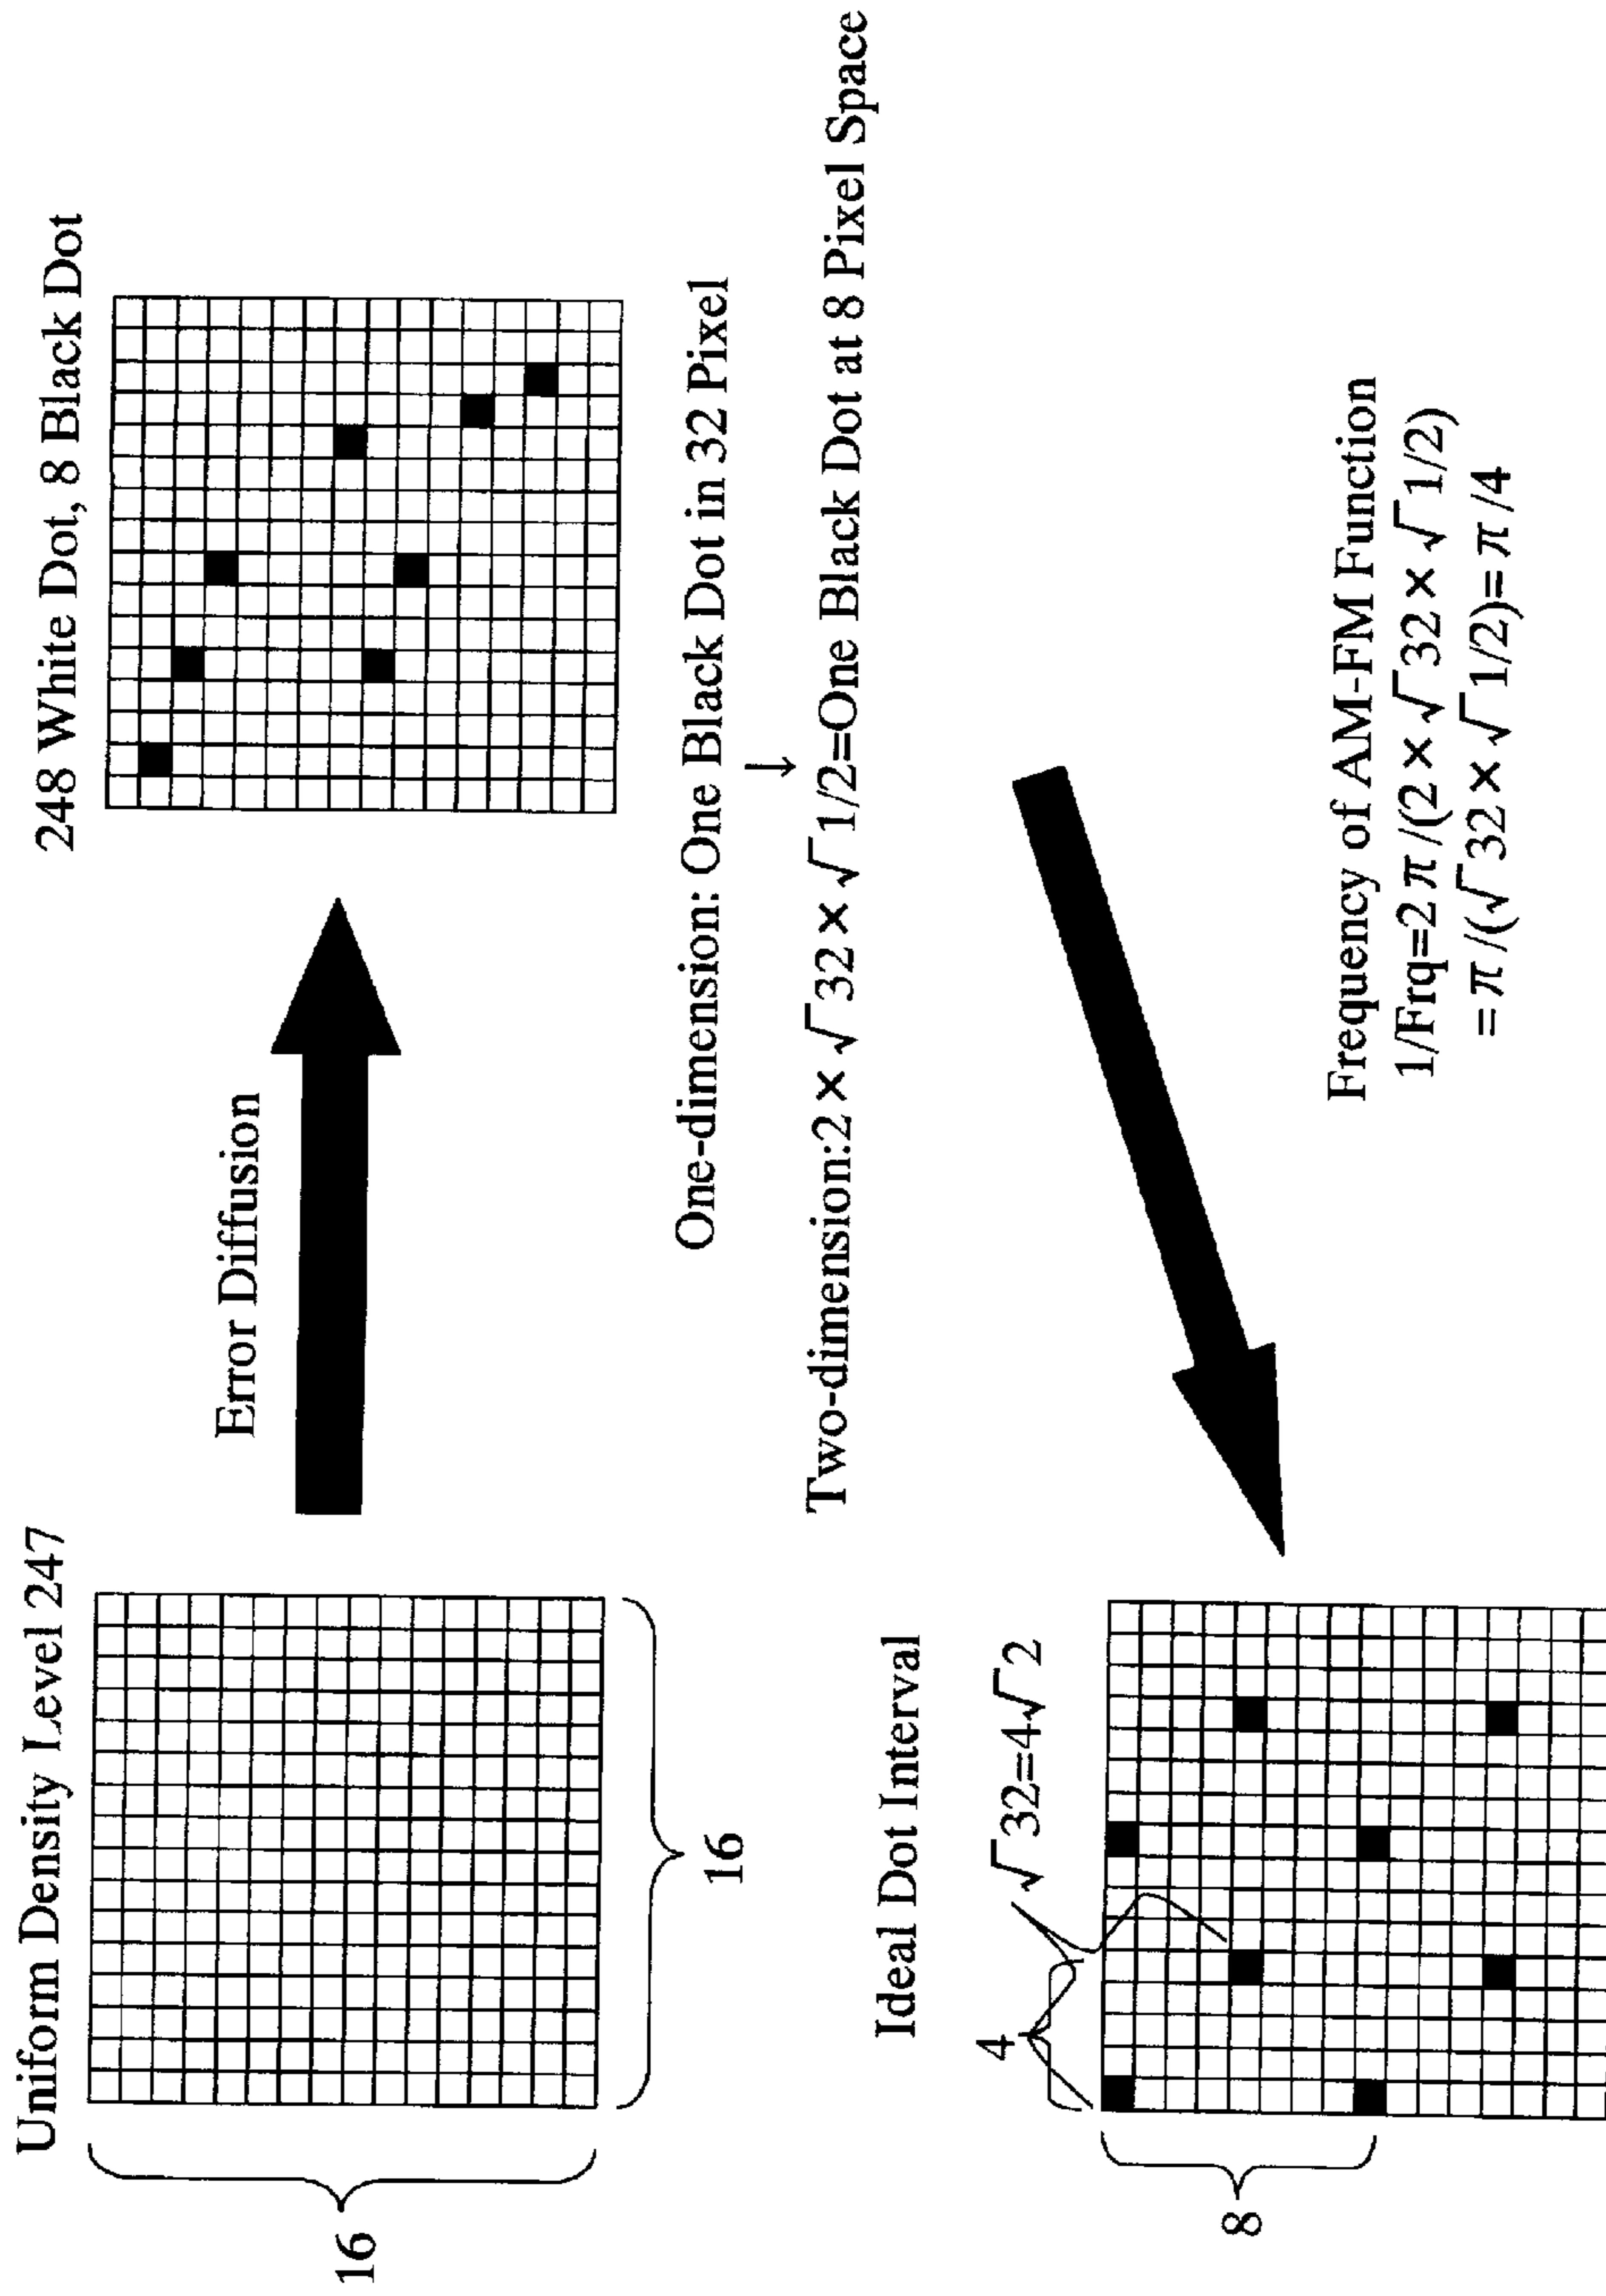 Uniform Density Level 247
16
16
Error Diffusion
248 White Dot, 8 Black Dot
One-dimension: One Black Dot in 32 Pixel
↓
Two-dimension:2×√32×√1/2=One Black Dot at 8 Pixel Space
Ideal Dot Interval
4
√32=4√2
8
Frequency of AM-FM Function
1/Frq=2π/(2×√32×√1/2)
=π/(√32×√1/2)=π/4